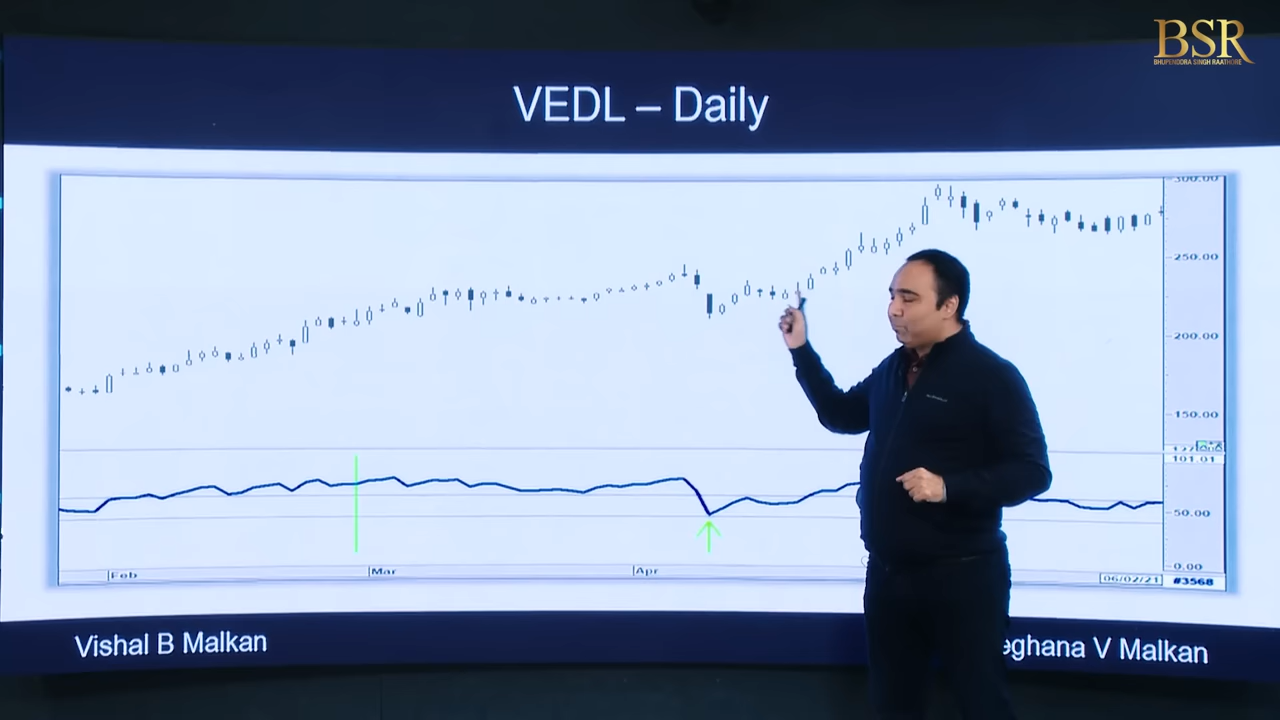 BSR
BHUPENDRA SINGH RAATHORE
VEDL – Daily
300.00
250.00
200.00
150.00
101.01
50.00
0.00
Feb
Mar
Apr
06/02/21
#3568
Vishal B Malkan
eghana V Malkan